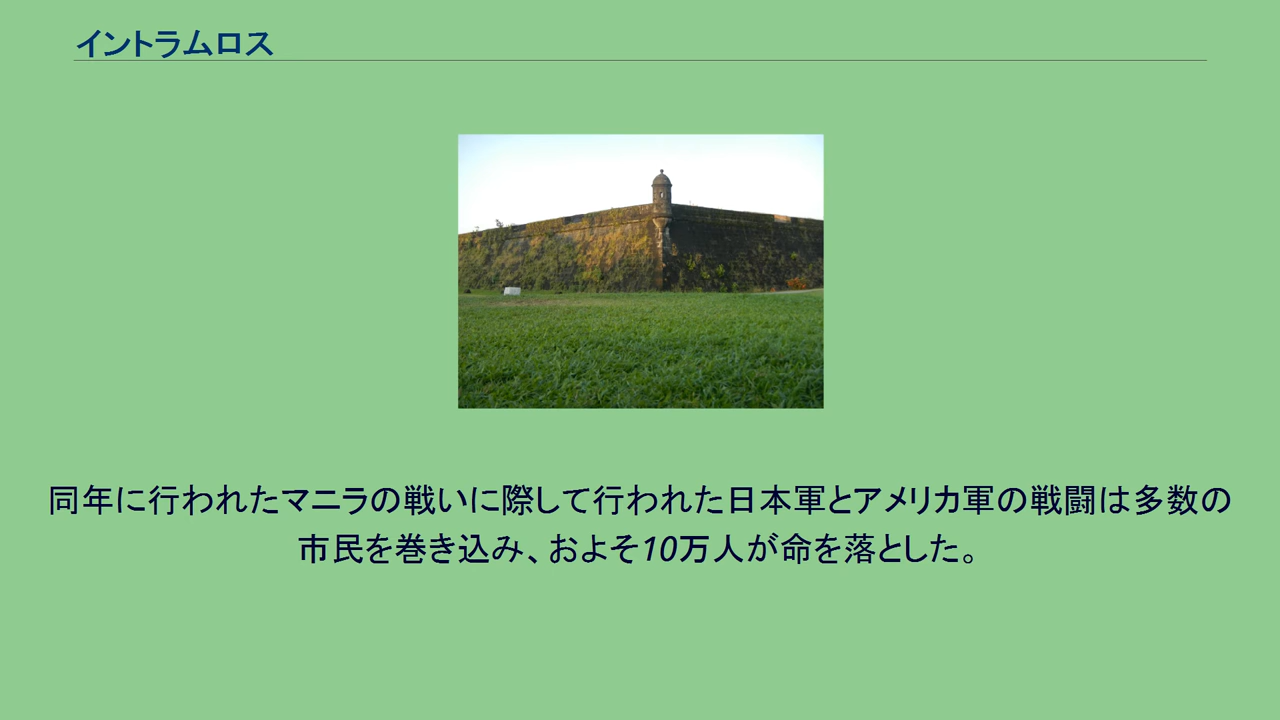 イントラムロス
同年に行われたマニラの戦いに際して行われた日本軍とアメリカ軍の戦闘は多数の
市民を巻き込み、およそ10万人が命を落とした。